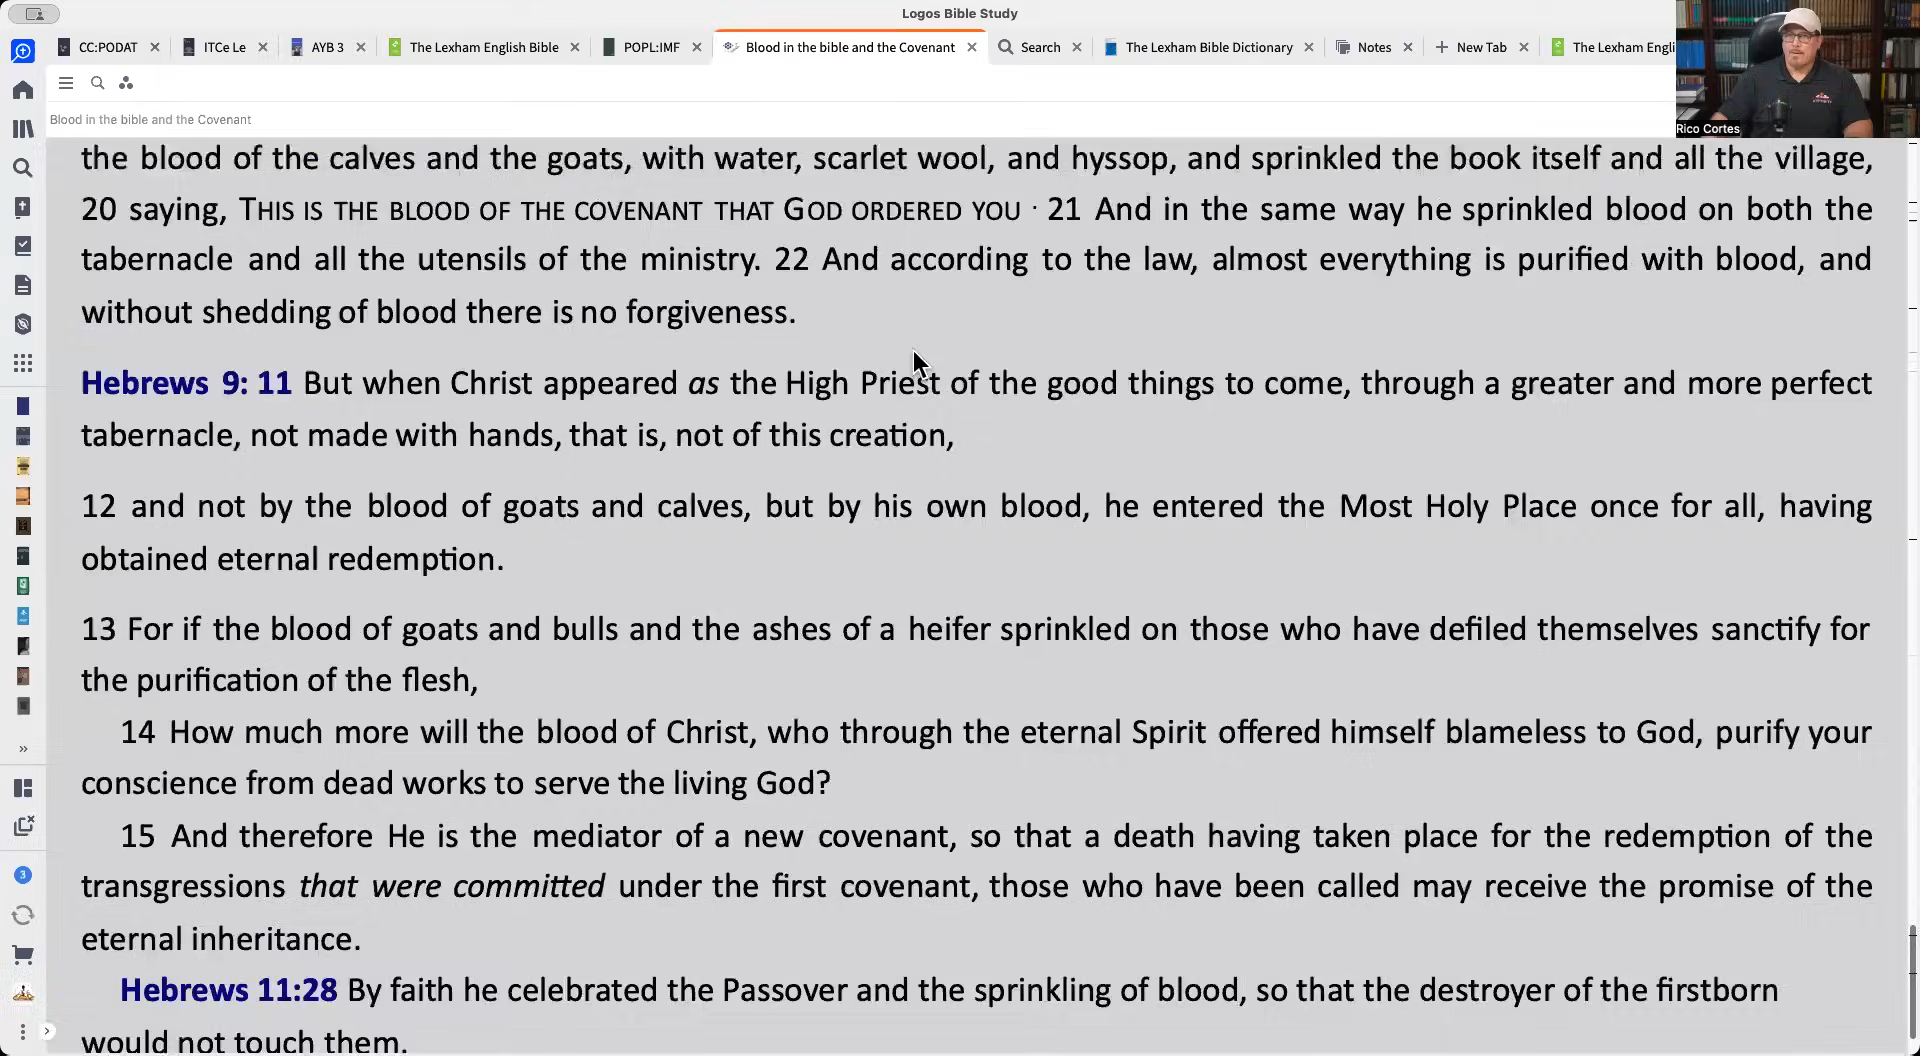 Logos Bible Study
CC:PODAT
ITCe Le
AYB 3
The Lexham English Bible
POPL:IMF
Blood in the bible and the Covenant
Search
The Lexham Bible Dictionary
Notes
New Tab
The Lexham Engli
Rico Cortes
Blood in the bible and the Covenant
the blood of the calves and the goats, with water, scarlet wool, and hyssop, and sprinkled the book itself and all the village,
20 saying, THIS IS THE BLOOD OF THE COVENANT THAT GOD ORDERED YOU · 21 And in the same way he sprinkled blood on both the
tabernacle and all the utensils of the ministry. 22 And according to the law, almost everything is purified with blood, and
without shedding of blood there is no forgiveness.
Hebrews 9: 11 But when Christ appeared as the High Priest of the good things to come, through a greater and more perfect
tabernacle, not made with hands, that is, not of this creation,
12 and not by the blood of goats and calves, but by his own blood, he entered the Most Holy Place once for all, having
obtained eternal redemption.
13 For if the blood of goats and bulls and the ashes of a heifer sprinkled on those who have defiled themselves sanctify for
the purification of the flesh,
14 How much more will the blood of Christ, who through the eternal Spirit offered himself blameless to God, purify your
conscience from dead works to serve the living God?
15 And therefore He is the mediator of a new covenant, so that a death having taken place for the redemption of the
transgressions that were committed under the first covenant, those who have been called may receive the promise of the
eternal inheritance.
Hebrews 11:28 By faith he celebrated the Passover and the sprinkling of blood, so that the destroyer of the firstborn
would not touch them.
3